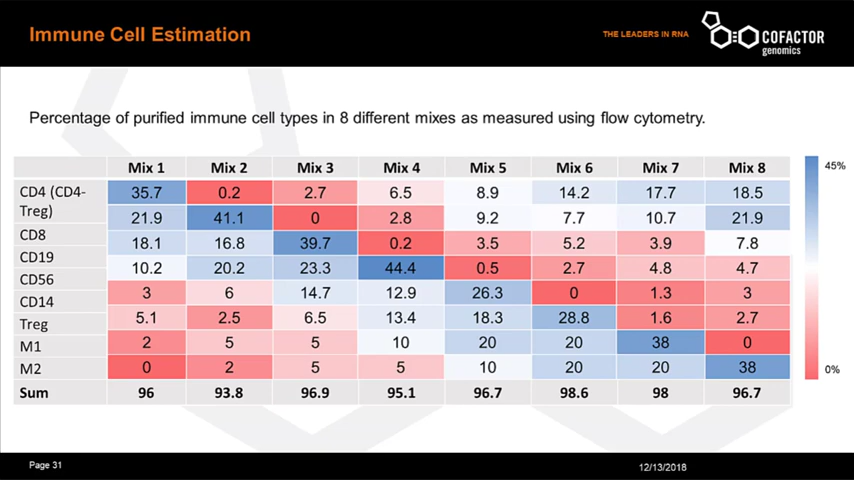 Immune Cell Estimation
THE LEADERS IN RNA
COFACTOR
genomics
Percentage of purified immune cell types in 8 different mixes as measured using flow cytometry.
Mix 1 Mix 2 Mix 3 Mix 4 Mix 5 Mix 6 Mix 7 Mix 8
CD4 (CD4-
Treg)
CD8
CD19
CD56
CD14
Treg
M1
M2
35.7 0.2 2.7 6.5 8.9 14.2 17.7 18.5
21.9 41.1 0 2.8 9.2 7.7 10.7 21.9
18.1 16.8 39.7 0.2 3.5 5.2 3.9 7.8
10.2 20.2 23.3 44.4 0.5 2.7 4.8 4.7
3 6 14.7 12.9 26.3 0 1.3 3
5.1 2.5 6.5 13.4 18.3 28.8 1.6 2.7
2 5 5 10 20 20 38 0
0 2 5 5 10 20 20 38
Sum 96 93.8 96.9 95.1 96.7 98.6 98 96.7
45%
0%
Page 31
12/13/2018